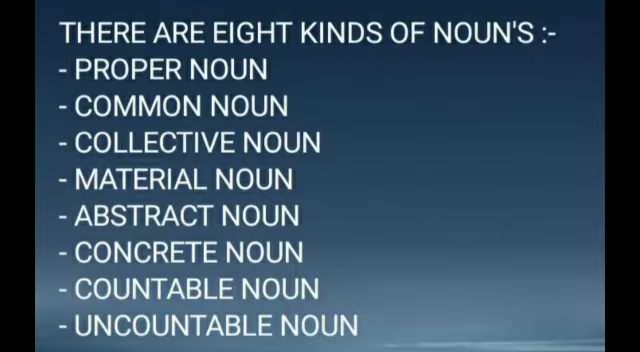 THERE ARE EIGHT KINDS OF NOUN'S :-
- PROPER NOUN
- COMMON NOUN
- COLLECTIVE NOUN
- MATERIAL NOUN
- ABSTRACT NOUN
- CONCRETE NOUN
- COUNTABLE NOUN
- UNCOUNTABLE NOUN